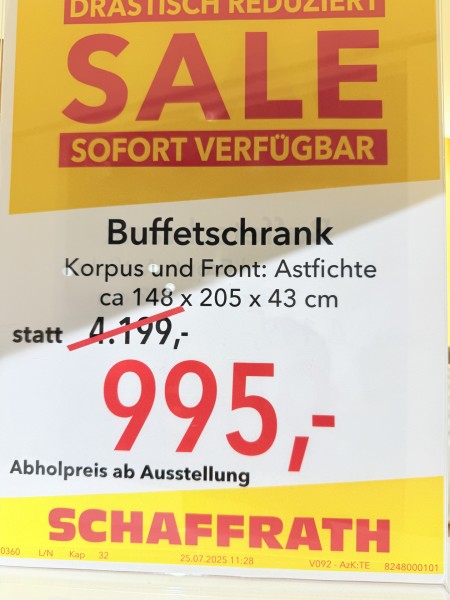 DRASTISCH REDUZIERT
SALE
SOFORT VERFÜGBAR
Buffetschrank
Korpus und Front: Astfichte
ca 148 x 205 x 43 cm
statt 4.199,-
995,-
Abholpreis ab Ausstellung
SCHAFFRATH
0360 L/N Kap 32 25.07.2025 11:28 V092 - AzK:TE 8248000101